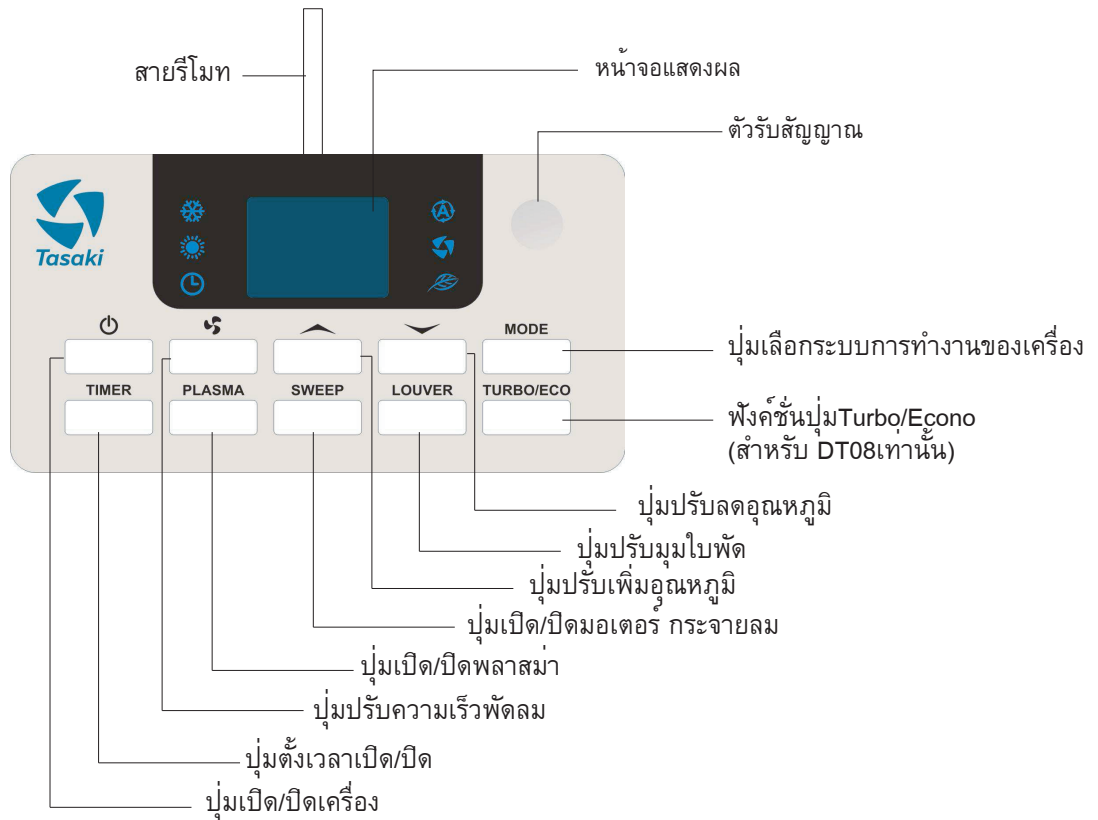 สายรีโมท
หน้าจอแสดงผล
ตัวรับสัญญาณ
Tasaki
A
MODE
ปุ่มเลือกระบบการทำงานของเครื่อง
TIMER PLASMA SWEEP LOUVER TURBO/ECO
ฟังค์ชั่นปุ่มTurbo/Econo
(สำหรับ DT08เท่านั้น)
ปุ่มปรับลดอุณหภูมิ
ปุ่มปรับมุมใบพัด
ปุ่มปรับเพิ่มอุณหภูมิ
ปุ่มเปิด/ปิดมอเตอร์ กระจายลม
ปุ่มเปิด/ปิดพลาสม่า
ปุ่มปรับความเร็วพัดลม
ปุ่มตั้งเวลาเปิด/ปิด
ปุ่มเปิด/ปิดเครื่อง